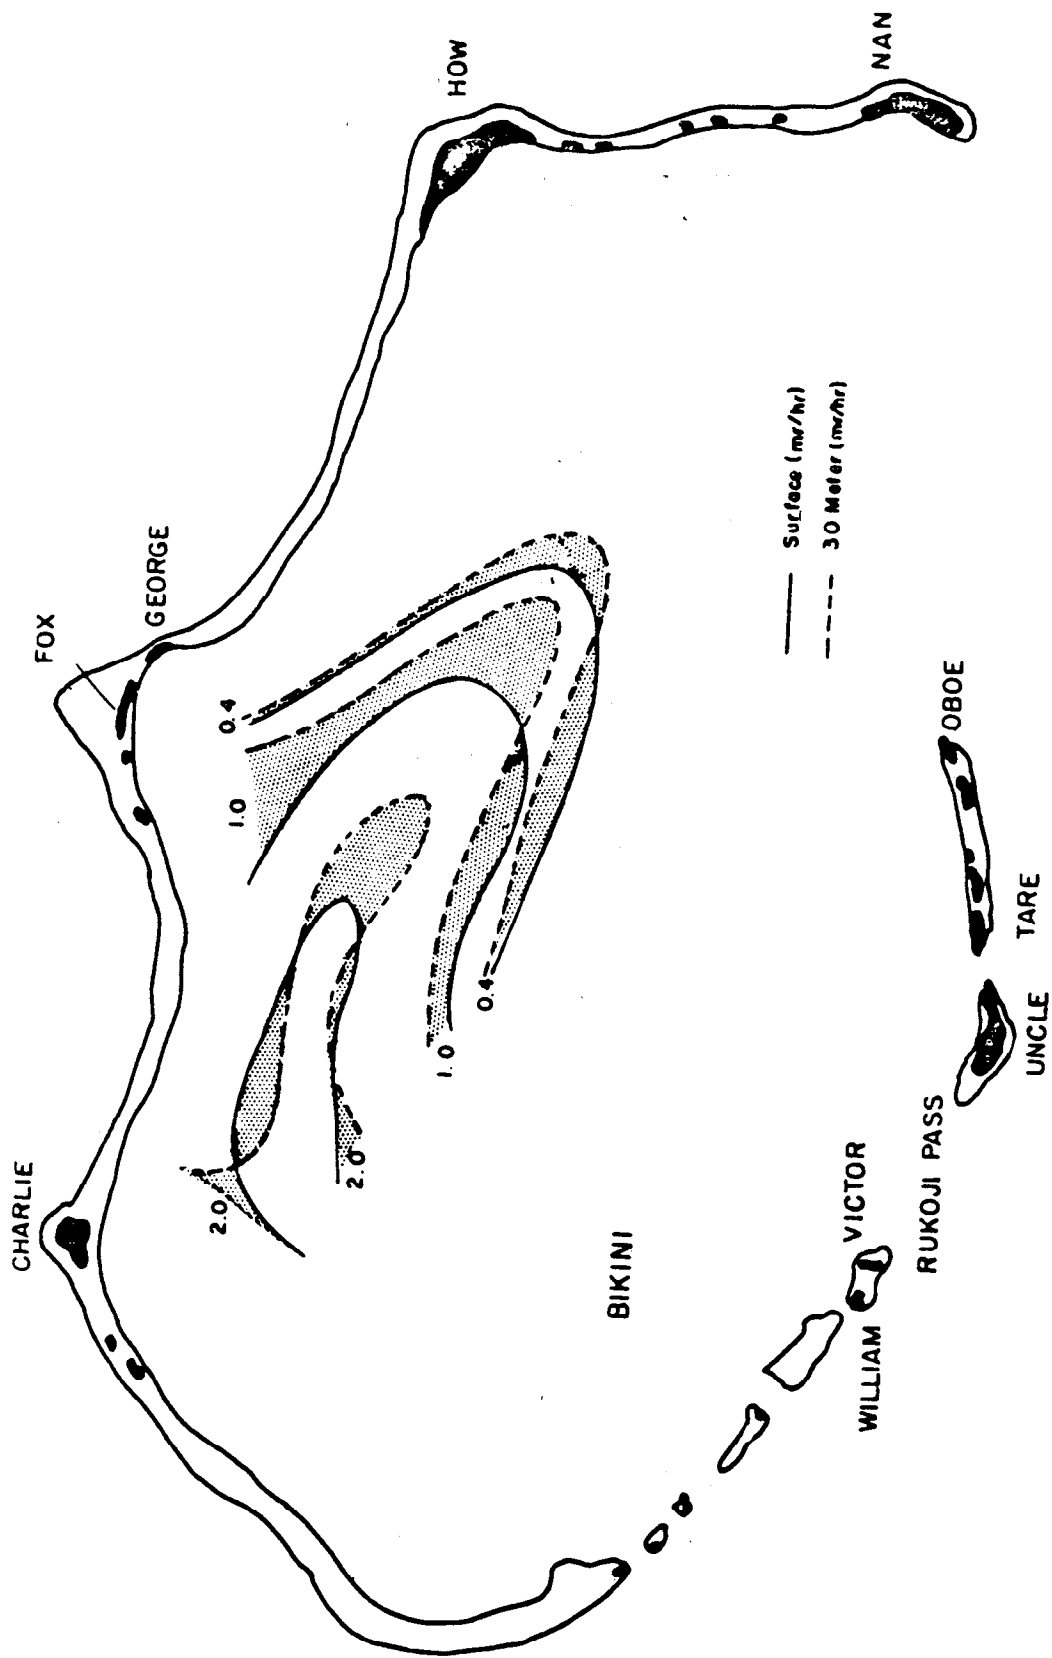 CHARLIE
FOX
GEORGE
HOW
NAN
0.4
1.0
2.0
2.0
1.0
0.4
Surface (mr/hr)
30 Meter (mr/hr)
BIKINI
OBOE
TARE
UNCLE
RUKOJI PASS
VICTOR
WILLIAM